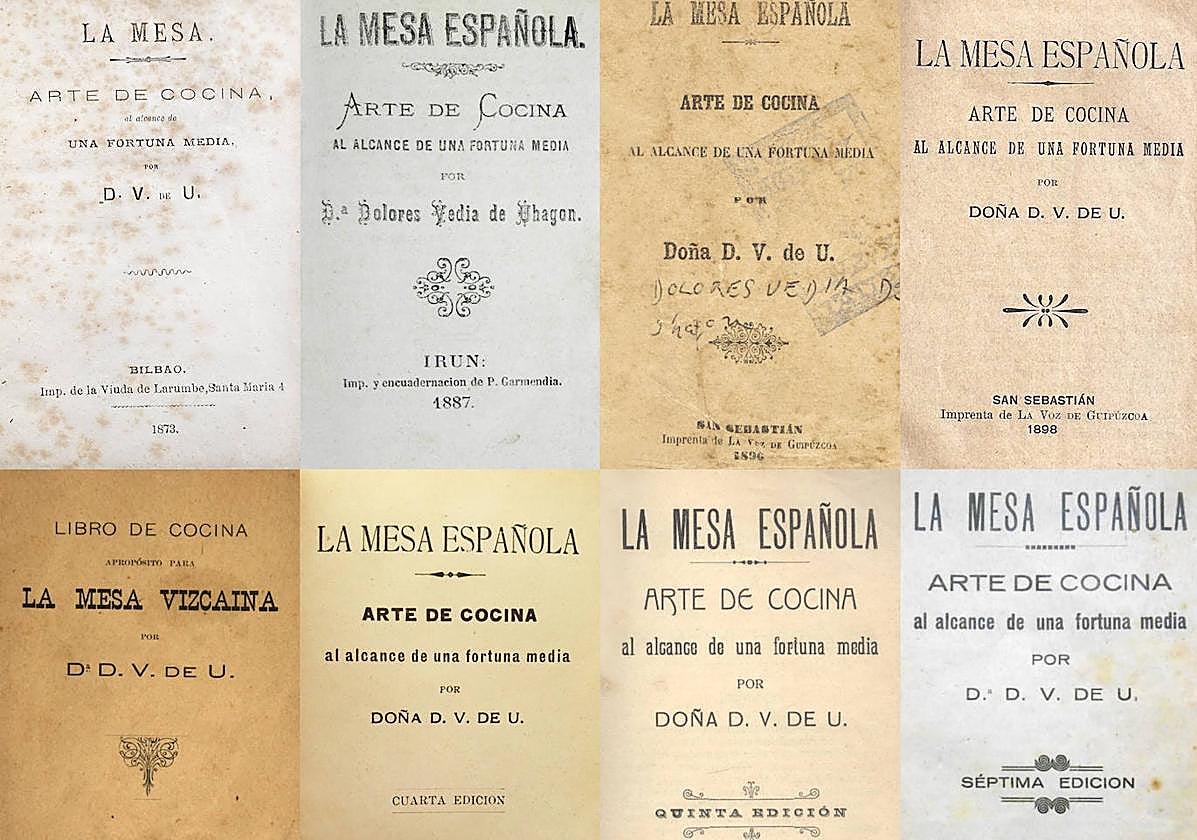 LA MESA.
ARTE DE COCINA,
al alcance de
UNA FORTUNA MEDIA,
POR
D. V. DE U.
BILBAO.
Imp. de la Viuda de Larumbe, Santa Maria 4
1873.
LA MESA ESPAÑOLA.
ARTE DE COCINA
AL ALCANCE DE UNA FORTUNA MEDIA
POR
D.ª Dolores Vedia de Uhagon.
IRUN:
Imp. y encuadernacion de P. Garmendia.
1887.
LA MESA ESPAÑOLA
ARTE DE COCINA
AL ALCANCE DE UNA FORTUNA MEDIA
POR
Doña D. V. de U.
DOLORES VEDIA DE
SAN SEBASTIÁN
Imprenta de LA VOZ DE GUIPÚZCOA
1896
LA MESA ESPAÑOLA
ARTE DE COCINA
AL ALCANCE DE UNA FORTUNA MEDIA
POR
DOÑA D. V. DE U.
SAN SEBASTIÁN
Imprenta de LA VOZ DE GUIPÚZCOA
1898
LIBRO DE COCINA
APROPÓSITO PARA
LA MESA VIZCAINA
POR
Dª D. V. DE U.
LA MESA ESPAÑOLA
ARTE DE COCINA
al alcance de una fortuna media
POR
DOÑA D. V. DE U.
CUARTA EDICION
LA MESA ESPAÑOLA
ARTE DE COCINA
al alcance de una fortuna media
POR
DOÑA D. V. DE U.
QUINTA EDICIÓN
LA MESA ESPAÑOLA
ARTE DE COCINA
al alcance de una fortuna media
POR
D.ª D. V. DE U.
SÉPTIMA EDICION